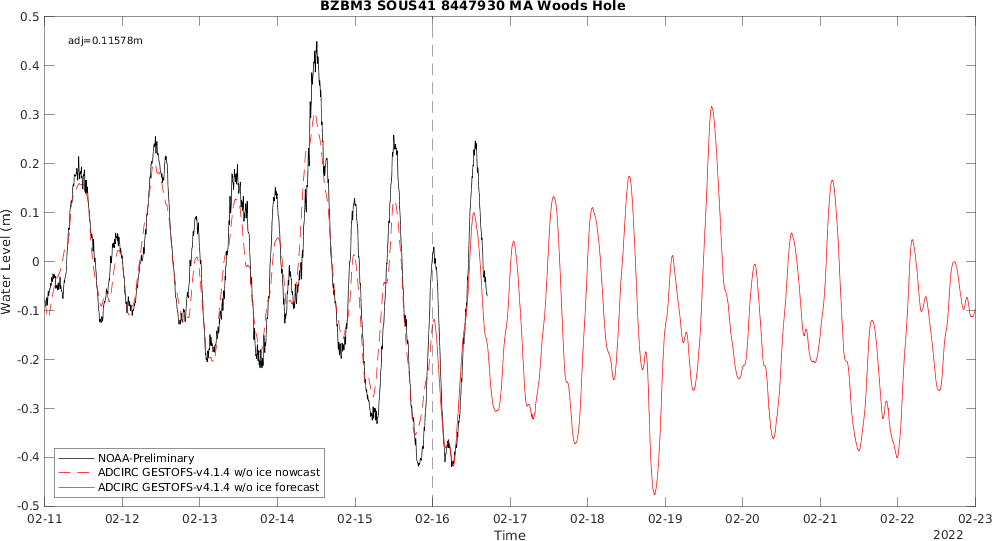 BZBM3 SOUS41 8447930 MA Woods Hole
adj=0.11578m
0.5
0.4
0.3
0.2
0.1
0
-0.1
-0.2
-0.3
-0.4
-0.5
Water Level (m)
NOAA-Preliminary
ADCIRC GESTOFS-v4.1.4 w/o ice nowcast
ADCIRC GESTOFS-v4.1.4 w/o ice forecast
02-11 02-12 02-13 02-14 02-15 02-16 02-17 02-18 02-19 02-20 02-21 02-22 02-23
Time
2022